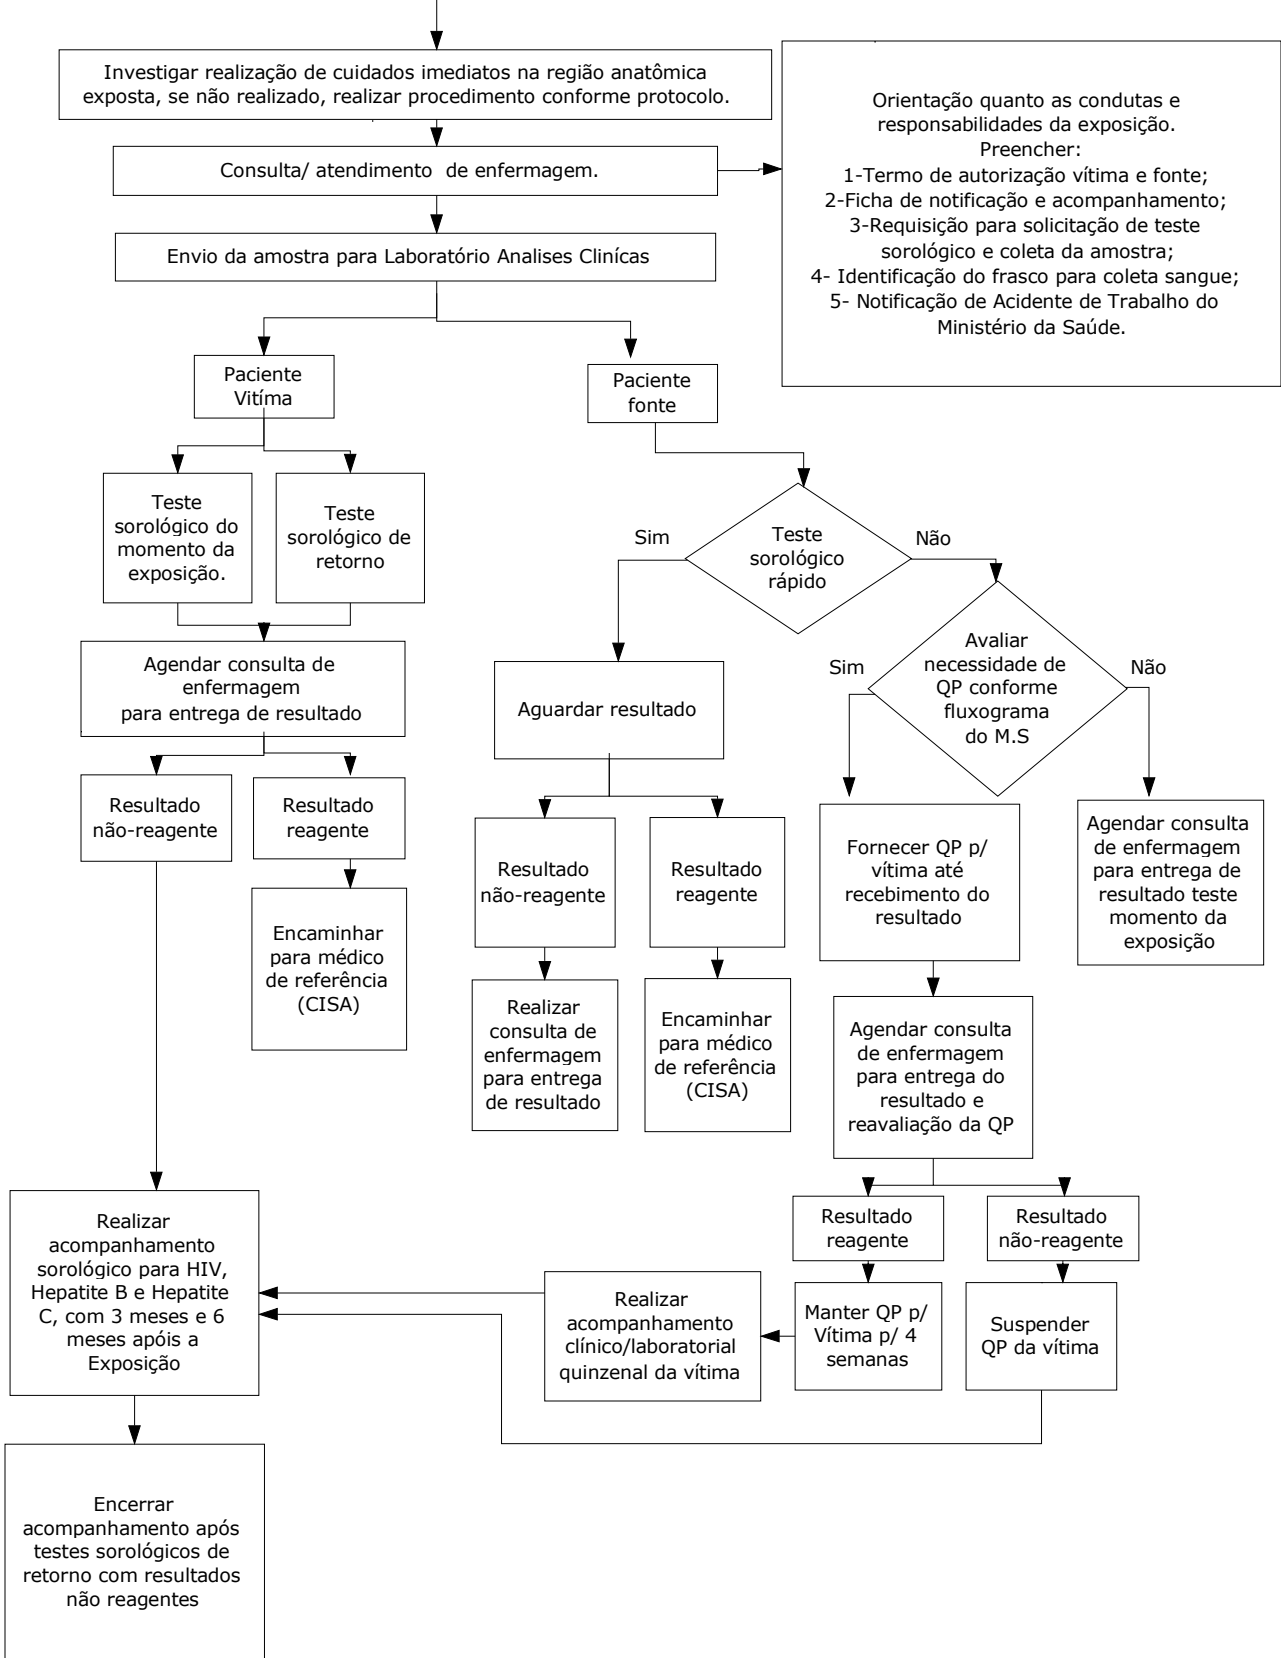 Investigar realização de cuidados imediatos na região anatômica
exposta, se não realizado, realizar procedimento conforme protocolo.
Consulta/ atendimento  de enfermagem.
Orientação quanto as condutas e
responsabilidades da exposição.
Preencher:
1-Termo de autorização vítima e fonte;
2-Ficha de notificação e acompanhamento;
3-Requisição para solicitação de teste
sorológico e coleta da amostra;
4- Identificação do frasco para coleta sangue;
5- Notificação de Acidente de Trabalho do
Ministério da Saúde.
Envio da amostra para Laboratório Analises Clinícas
Paciente
Vitíma
Paciente
fonte
Teste
sorológico do
momento da
exposição.
Teste
sorológico de
retorno
Sim
Teste
sorológico
rápido
Não
Agendar consulta de
enfermagem
para entrega de resultado
Aguardar resultado
Sim
Avaliar
necessidade de
QP conforme
fluxograma
do M.S
Não
Resultado
não-reagente
Resultado
reagente
Encaminhar
para médico
de referência
(CISA)
Resultado
não-reagente
Resultado
reagente
Fornecer QP p/
vítima até
recebimento do
resultado
Agendar consulta
de enfermagem
para entrega de
resultado teste
momento da
exposição
Realizar
consulta de
enfermagem
para entrega
de resultado
Encaminhar
para médico
de referência
(CISA)
Agendar consulta
de enfermagem
para entrega do
resultado e
reavaliação da QP
Resultado
reagente
Resultado
não-reagente
Realizar
acompanhamento
sorológico para HIV,
Hepatite B e Hepatite
C, com 3 meses e 6
meses apóis a
Exposição
Realizar
acompanhamento
clínico/laboratorial
quinzenal da vítima
Manter QP p/
Vítima p/ 4
semanas
Suspender
QP da vítima
Encerrar
acompanhamento após
testes sorológicos de
retorno com resultados
não reagentes